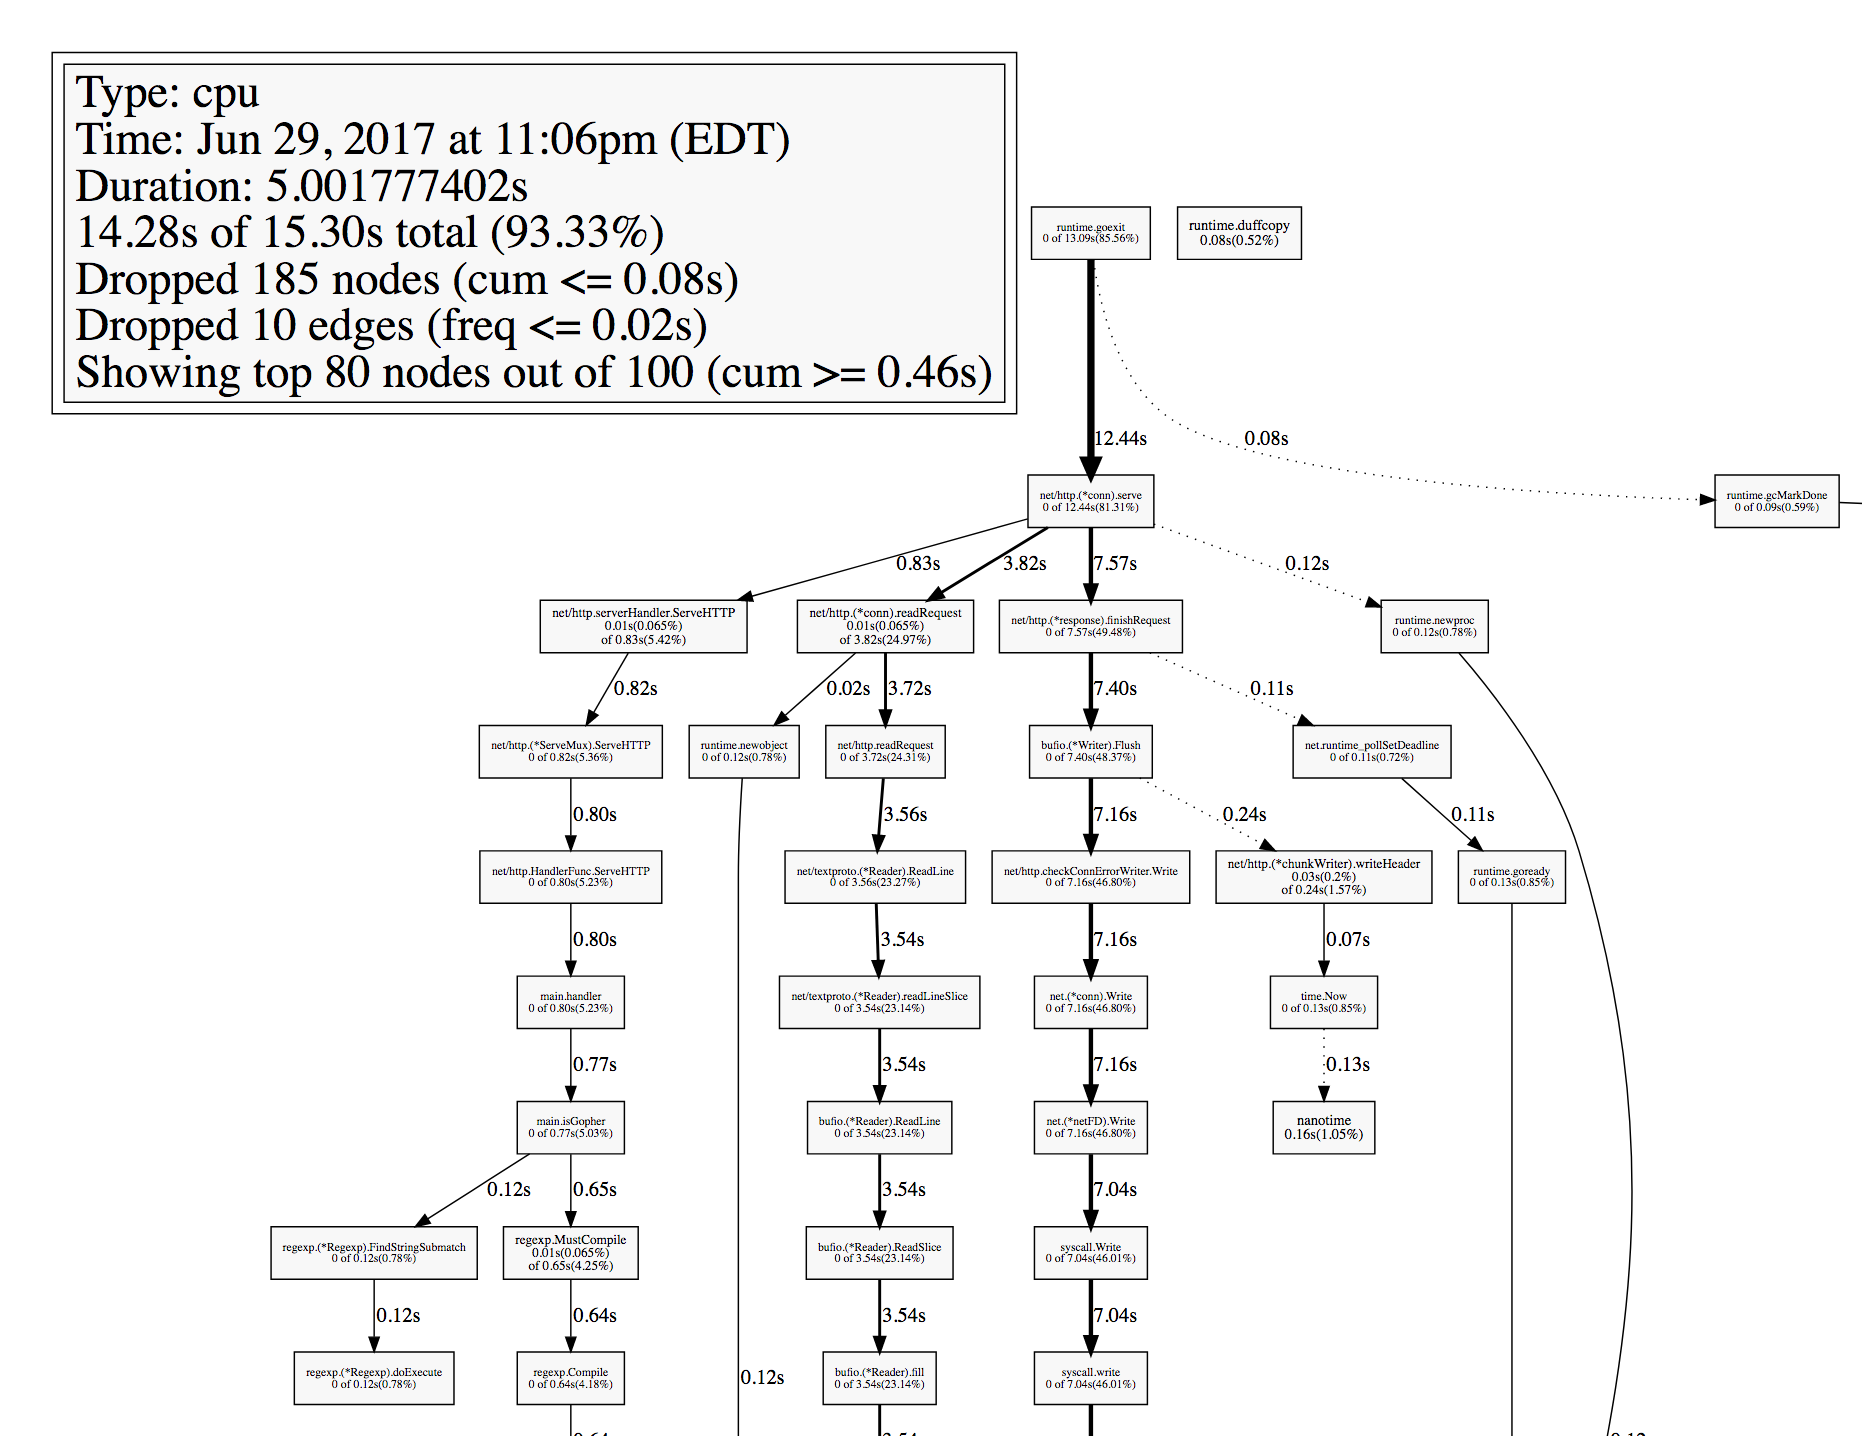 Type: cpu
Time: Jun 29, 2017 at 11:06pm (EDT)
Duration: 5.001777402s
14.28s of 15.30s total (93.33%)
Dropped 185 nodes (cum <= 0.08s)
Dropped 10 edges (freq <= 0.02s)
Showing top 80 nodes out of 100 (cum >= 0.46s)
runtime.goexit
0 of 13.09s(85.56%)
runtime.duffcopy
0.08s(0.52%)
12.44s
0.08s
net/http.(*conn).serve
0 of 12.44s(81.31%)
runtime.gcMarkDone
0 of 0.09s(0.59%)
0.83s
3.82s
7.57s
0.12s
net/http.serverHandler.ServeHTTP
0.01s(0.065%)
of 0.83s(5.42%)
net/http.(*conn).readRequest
0.01s(0.065%)
of 3.82s(24.97%)
net/http.(*response).finishRequest
0 of 7.57s(49.48%)
runtime.newproc
0 of 0.12s(0.78%)
0.82s
0.02s
3.72s
7.40s
0.11s
net/http.(*ServeMux).ServeHTTP
0 of 0.82s(5.36%)
runtime.newobject
0 of 0.12s(0.78%)
net/http.readRequest
0 of 3.72s(24.31%)
bufio.(*Writer).Flush
0 of 7.40s(48.37%)
net.runtime_pollSetDeadline
0 of 0.11s(0.72%)
0.80s
3.56s
7.16s
0.24s
0.11s
net/http.HandlerFunc.ServeHTTP
0 of 0.80s(5.23%)
net/textproto.(*Reader).ReadLine
0 of 3.56s(23.27%)
net/http.checkConnErrorWriter.Write
0 of 7.16s(46.80%)
net/http.(*chunkWriter).writeHeader
0.03s(0.2%)
of 0.24s(1.57%)
runtime.goready
0 of 0.13s(0.85%)
0.80s
3.54s
7.16s
0.07s
main.handler
0 of 0.80s(5.23%)
net/textproto.(*Reader).readLineSlice
0 of 3.54s(23.14%)
net.(*conn).Write
0 of 7.16s(46.80%)
time.Now
0 of 0.13s(0.85%)
0.77s
3.54s
7.16s
0.13s
main.isGopher
0 of 0.77s(5.03%)
bufio.(*Reader).ReadLine
0 of 3.54s(23.14%)
net.(*netFD).Write
0 of 7.16s(46.80%)
nanotime
0.16s(1.05%)
0.12s
0.65s
3.54s
7.04s
regexp.(*Regexp).FindStringSubmatch
0 of 0.12s(0.78%)
regexp.MustCompile
0.01s(0.065%)
of 0.65s(4.25%)
bufio.(*Reader).ReadSlice
0 of 3.54s(23.14%)
syscall.Write
0 of 7.04s(46.01%)
0.12s
0.64s
3.54s
7.04s
regexp.(*Regexp).doExecute
0 of 0.12s(0.78%)
regexp.Compile
0 of 0.64s(4.18%)
0.12s
bufio.(*Reader).fill
0 of 3.54s(23.14%)
syscall.write
0 of 7.04s(46.01%)